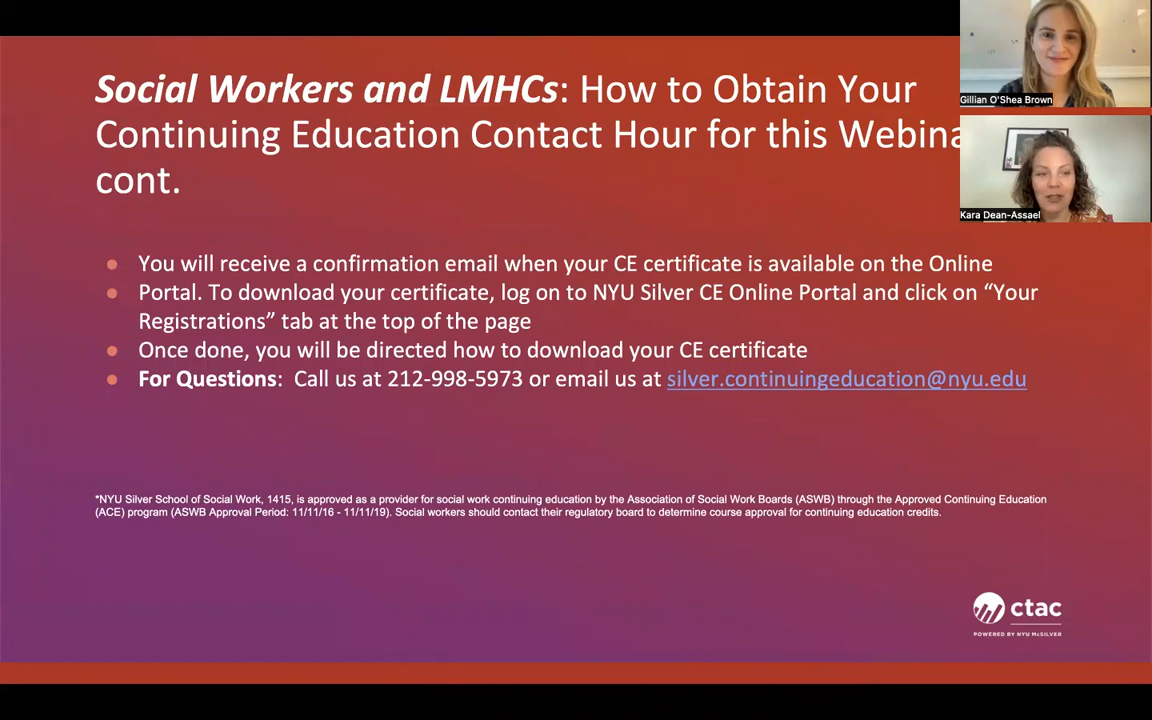 Social Workers and LMHCs: How to Obtain Your
Continuing Education Contact Hour for this
cont.
Gillian O'Shea Brown
Kara Dean-Assael
● You will receive a confirmation email when your CE certificate is available on the Online
● Portal. To download your certificate, log on to NYU Silver CE Online Portal and click on “Your
Registrations” tab at the top of the page
● Once done, you will be directed how to download your CE certificate
● For Questions:  Call us at 212-998-5973 or email us at silver.continuingeducation@nyu.edu
*NYU Silver School of Social Work, 1415, is approved as a provider for social work continuing education by the Association of Social Work Boards (ASWB) through the Approved Continuing Education
(ACE) program (ASWB Approval Period: 11/11/16 - 11/11/19). Social workers should contact their regulatory board to determine course approval for continuing education credits.
ctac
POWERED BY NYU McSILVER